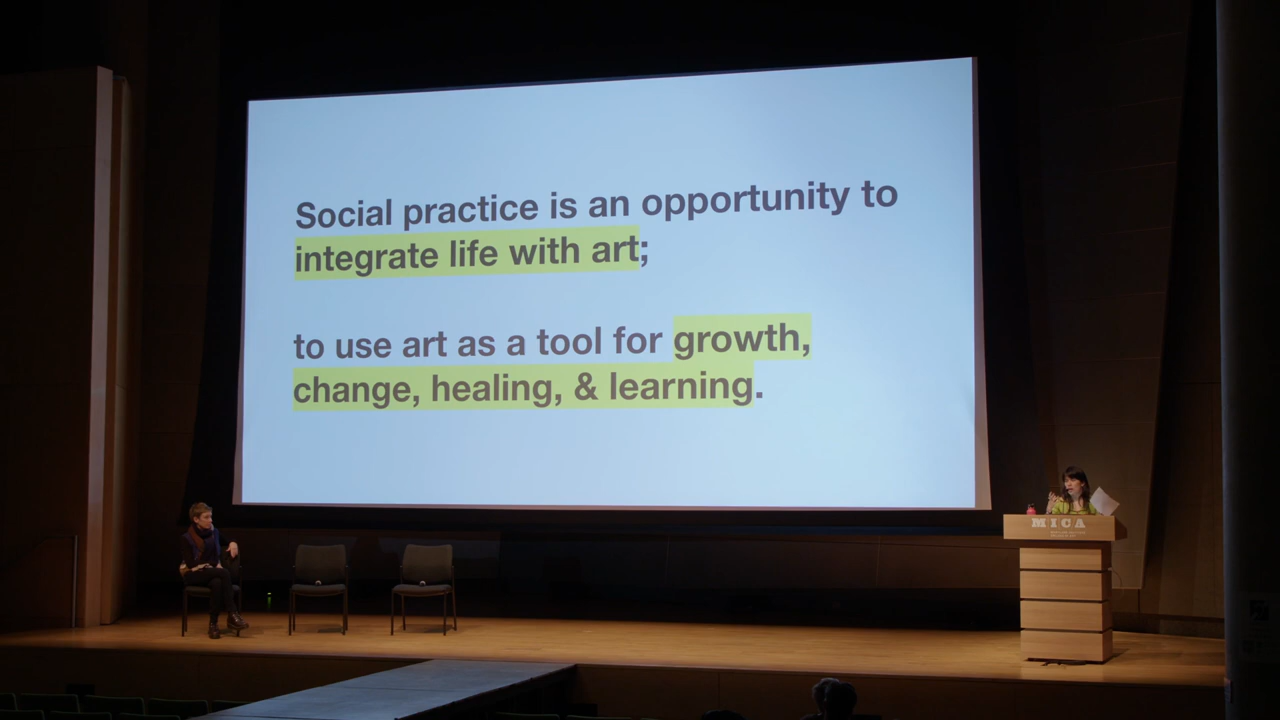 Social practice is an opportunity to
integrate life with art;
to use art as a tool for growth,
change, healing, & learning.
MICA